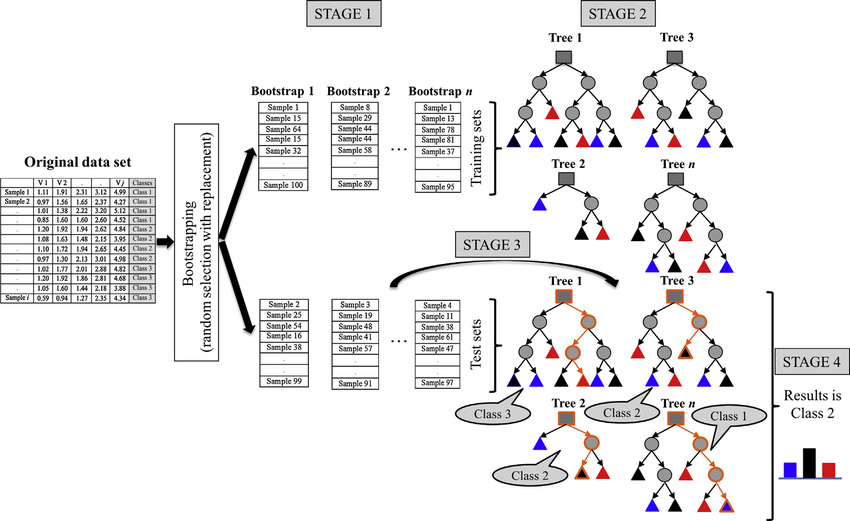 STAGE 1
STAGE 2
Tree 1
Tree 3
Bootstrap 1
Bootstrap 2
Bootstrap n
Sample 1
Sample 15
Sample 64
Sample 15
Sample 32
.
.
Sample 100
Sample 8
Sample 29
Sample 44
Sample 44
Sample 58
.
.
Sample 89
...
Sample 1
Sample 13
Sample 78
Sample 81
Sample 37
.
.
Sample 95
Training sets
Tree 2
Tree n
Original data set
V 1 V 2 . . V j Classes
Sample 1 1.11 1.91 2.31 3.12 4.99 Class 1
Sample 2 0.97 1.56 1.65 2.37 4.27 Class 1
. 1.01 1.38 2.22 3.20 5.12 Class 1
. 0.85 1.60 1.60 2.60 4.52 Class 1
. 1.20 1.92 1.94 2.62 4.84 Class 2
. 1.08 1.63 1.48 2.15 3.95 Class 2
. 1.10 1.72 1.94 2.65 4.45 Class 2
. 0.97 1.30 2.13 3.01 4.98 Class 2
. 1.02 1.77 2.01 2.88 4.82 Class 3
. 1.20 1.92 1.86 2.81 4.68 Class 3
. 1.05 1.60 1.44 2.18 3.88 Class 3
Sample i 0.59 0.94 1.27 2.35 4.34 Class 3
Bootstrapping
(random selection with replacement)
STAGE 3
Tree 1
Tree 3
Sample 2
Sample 25
Sample 54
Sample 16
Sample 38
.
.
Sample 99
Sample 3
Sample 19
Sample 48
Sample 41
Sample 57
.
.
Sample 91
...
Sample 4
Sample 11
Sample 38
Sample 61
Sample 47
.
.
Sample 97
Test sets
Class 3
Class 2
Tree 2
Tree n
Class 1
Class 2
STAGE 4
Results is
Class 2